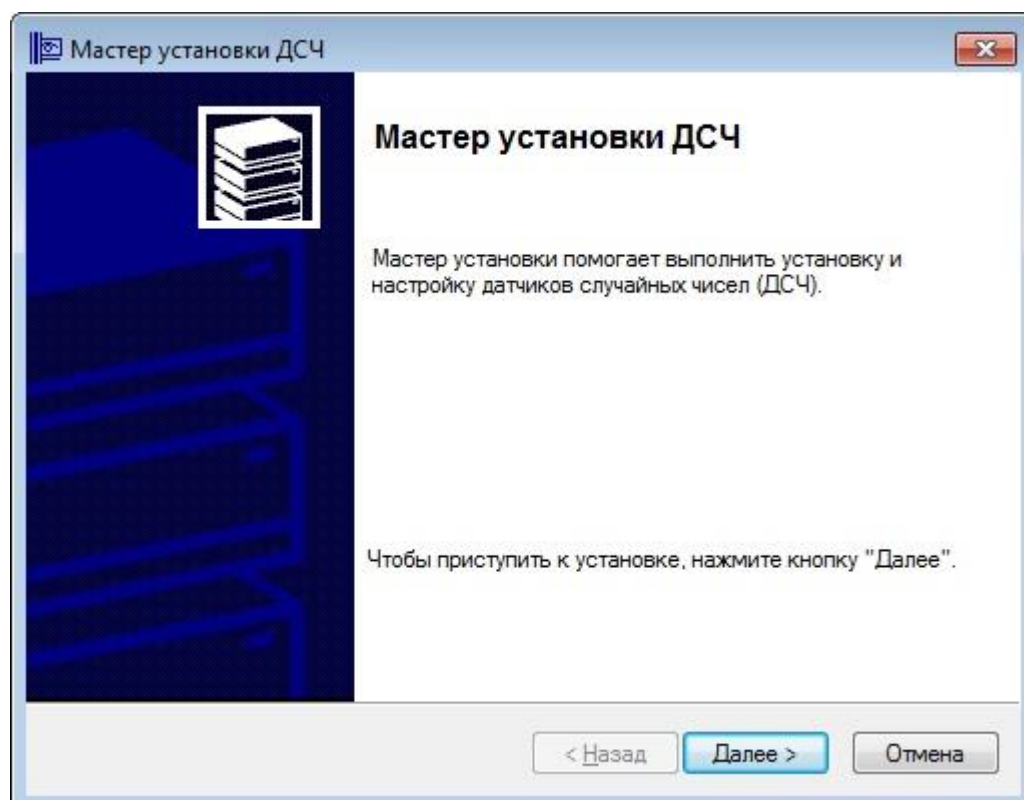 Мастер установки ДСЧ
Мастер установки ДСЧ
Мастер установки помогает выполнить установку и
настройку датчиков случайных чисел (ДСЧ).
Чтобы приступить к установке, нажмите кнопку "Далее".
< Назад
Далее >
Отмена